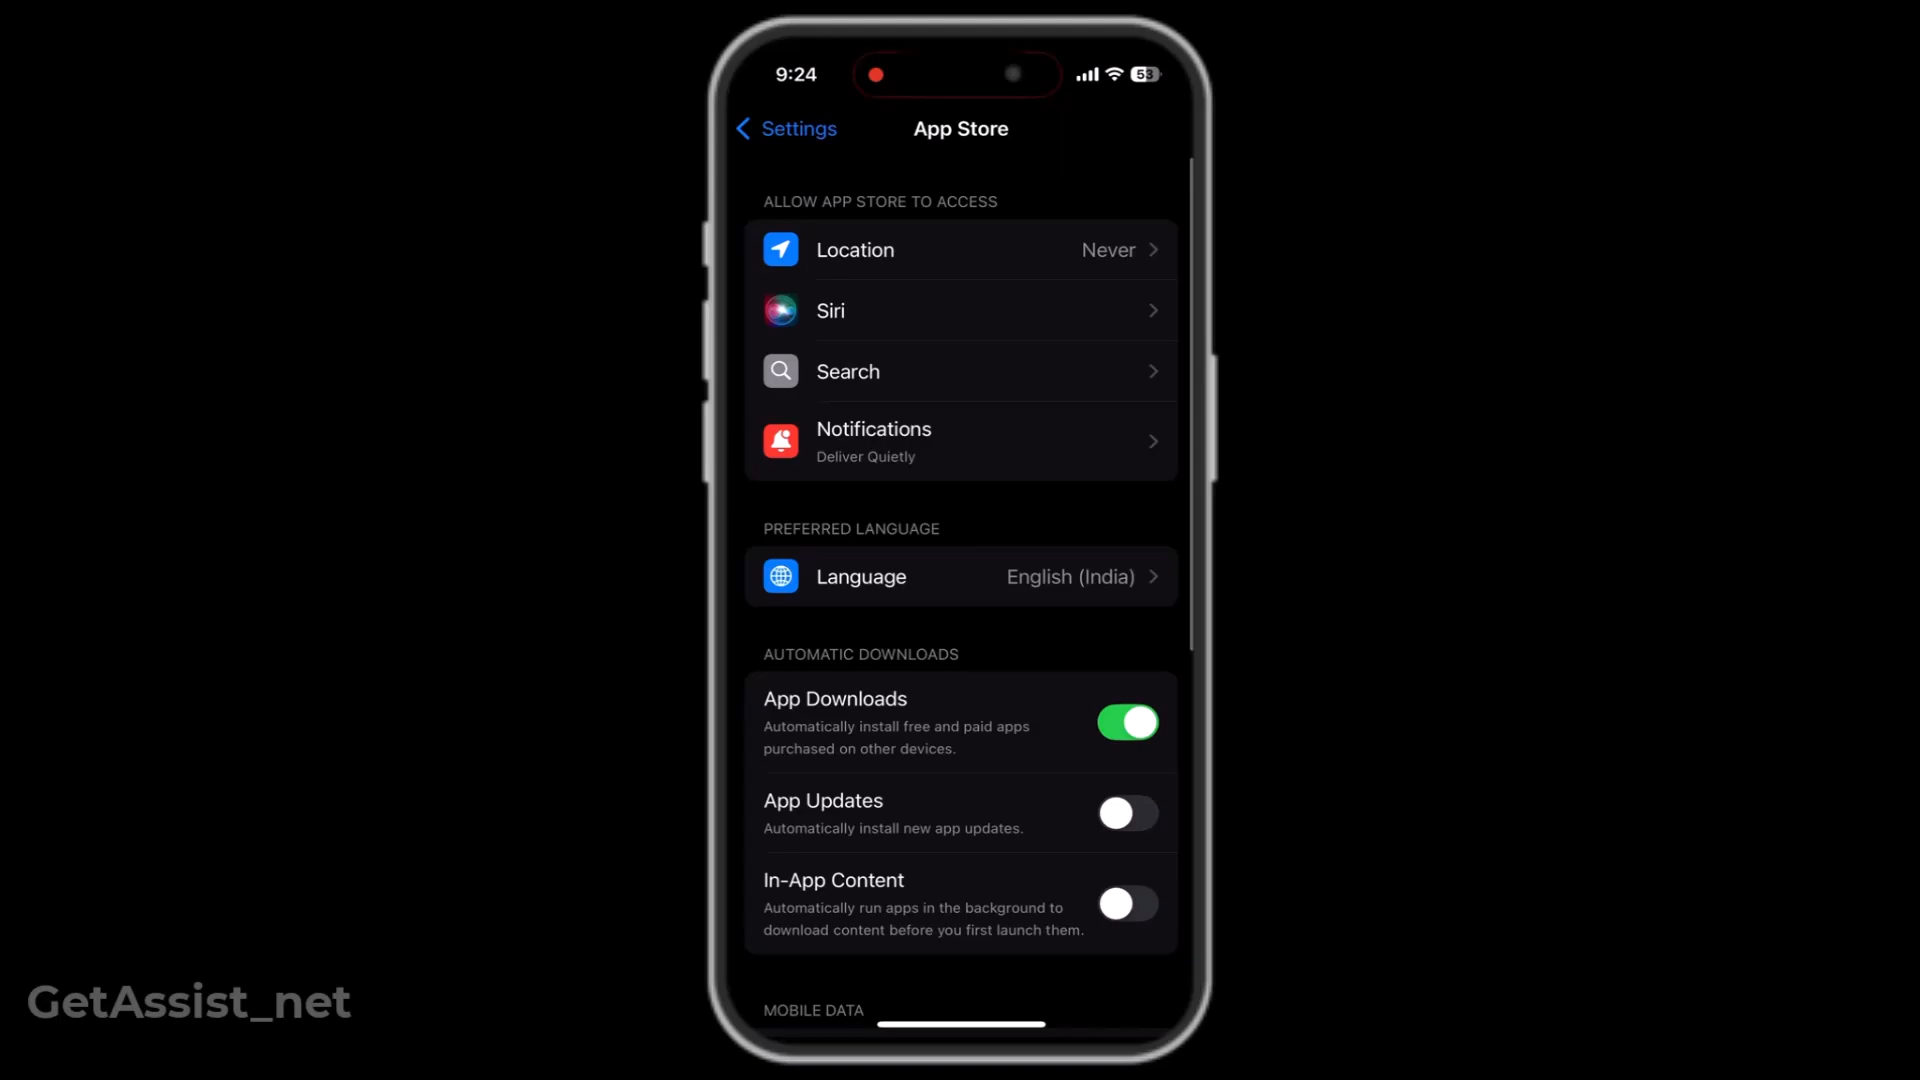 9:24
53
Settings
App Store
ALLOW APP STORE TO ACCESS
Location
Never
Siri
Search
Notifications
Deliver Quietly
PREFERRED LANGUAGE
Language
English (India)
AUTOMATIC DOWNLOADS
App Downloads
Automatically install free and paid apps
purchased on other devices.
App Updates
Automatically install new app updates.
In-App Content
Automatically run apps in the background to
download content before you first launch them.
MOBILE DATA
GetAssist_net